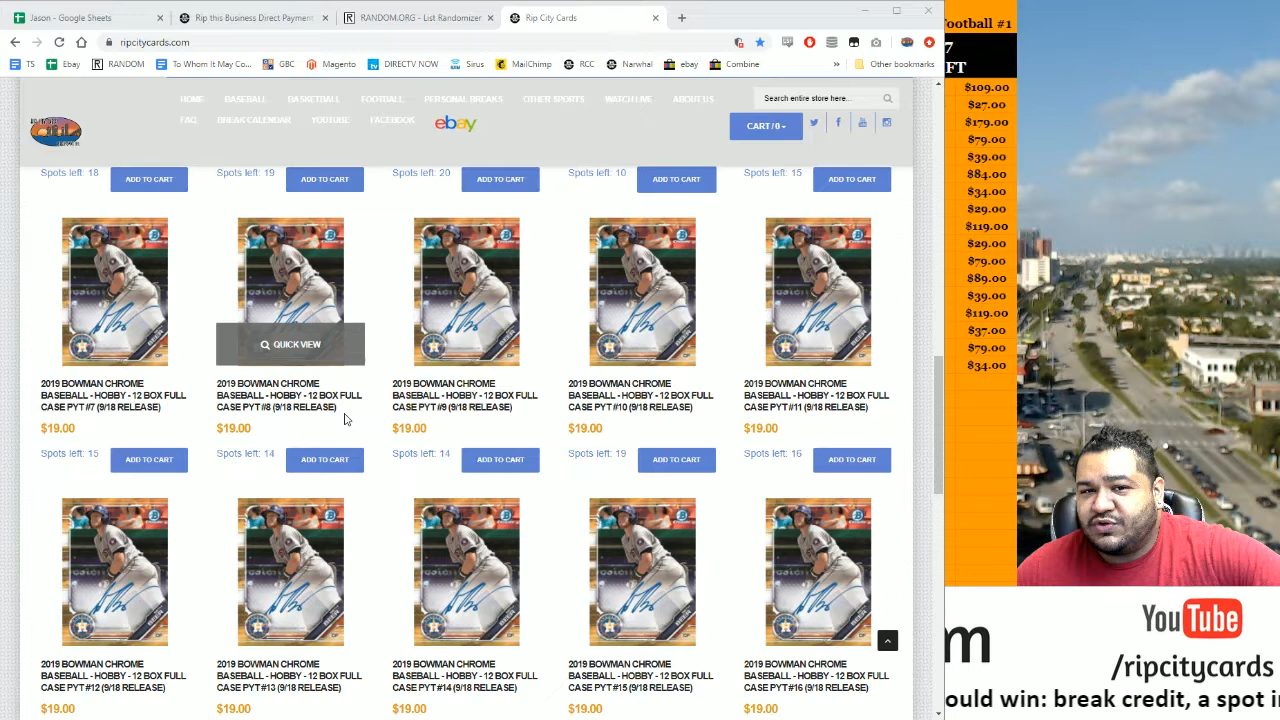 Jason - Google Sheets
Rip this Business Direct Payment
RANDOM.ORG - List Randomizer
Rip City Cards
ripcitycards.com
TS
Ebay
RANDOM
To Whom It May Co...
GBC
Magento
DIRECTV NOW
Sirus
MailChimp
RCC
Narwhal
ebay
Combine
Other bookmarks
HOME
BASEBALL
BASKETBALL
FOOTBALL
PERSONAL BREAKS
OTHER SPORTS
WATCH LIVE
ABOUT US
FAQ
BREAK CALENDAR
YOUTUBE
FACEBOOK
ebay
Search entire store here...
CART / 0
Spots left: 18
ADD TO CART
Spots left: 19
ADD TO CART
Spots left: 20
ADD TO CART
Spots left: 10
ADD TO CART
Spots left: 15
ADD TO CART
QUICK VIEW
2019 BOWMAN CHROME
BASEBALL - HOBBY - 12 BOX FULL
CASE PYT #7 (9/18 RELEASE)
$19.00
Spots left: 15
ADD TO CART
2019 BOWMAN CHROME
BASEBALL - HOBBY - 12 BOX FULL
CASE PYT #8 (9/18 RELEASE)
$19.00
Spots left: 14
ADD TO CART
2019 BOWMAN CHROME
BASEBALL - HOBBY - 12 BOX FULL
CASE PYT #9 (9/18 RELEASE)
$19.00
Spots left: 14
ADD TO CART
2019 BOWMAN CHROME
BASEBALL - HOBBY - 12 BOX FULL
CASE PYT #10 (9/18 RELEASE)
$19.00
Spots left: 19
ADD TO CART
2019 BOWMAN CHROME
BASEBALL - HOBBY - 12 BOX FULL
CASE PYT #11 (9/18 RELEASE)
$19.00
Spots left: 16
ADD TO CART
2019 BOWMAN CHROME
BASEBALL - HOBBY - 12 BOX FULL
CASE PYT #12 (9/18 RELEASE)
$19.00
2019 BOWMAN CHROME
BASEBALL - HOBBY - 12 BOX FULL
CASE PYT #13 (9/18 RELEASE)
$19.00
2019 BOWMAN CHROME
BASEBALL - HOBBY - 12 BOX FULL
CASE PYT #14 (9/18 RELEASE)
$19.00
2019 BOWMAN CHROME
BASEBALL - HOBBY - 12 BOX FULL
CASE PYT #15 (9/18 RELEASE)
$19.00
2019 BOWMAN CHROME
BASEBALL - HOBBY - 12 BOX FULL
CASE PYT #16 (9/18 RELEASE)
$19.00
ootball #1
7
FT
$109.00
$27.00
$179.00
$79.00
$39.00
$84.00
$34.00
$29.00
$119.00
$29.00
$79.00
$89.00
$39.00
$119.00
$37.00
$79.00
$34.00
m
YouTube
/ripcitycards
ould win: break credit, a spot i